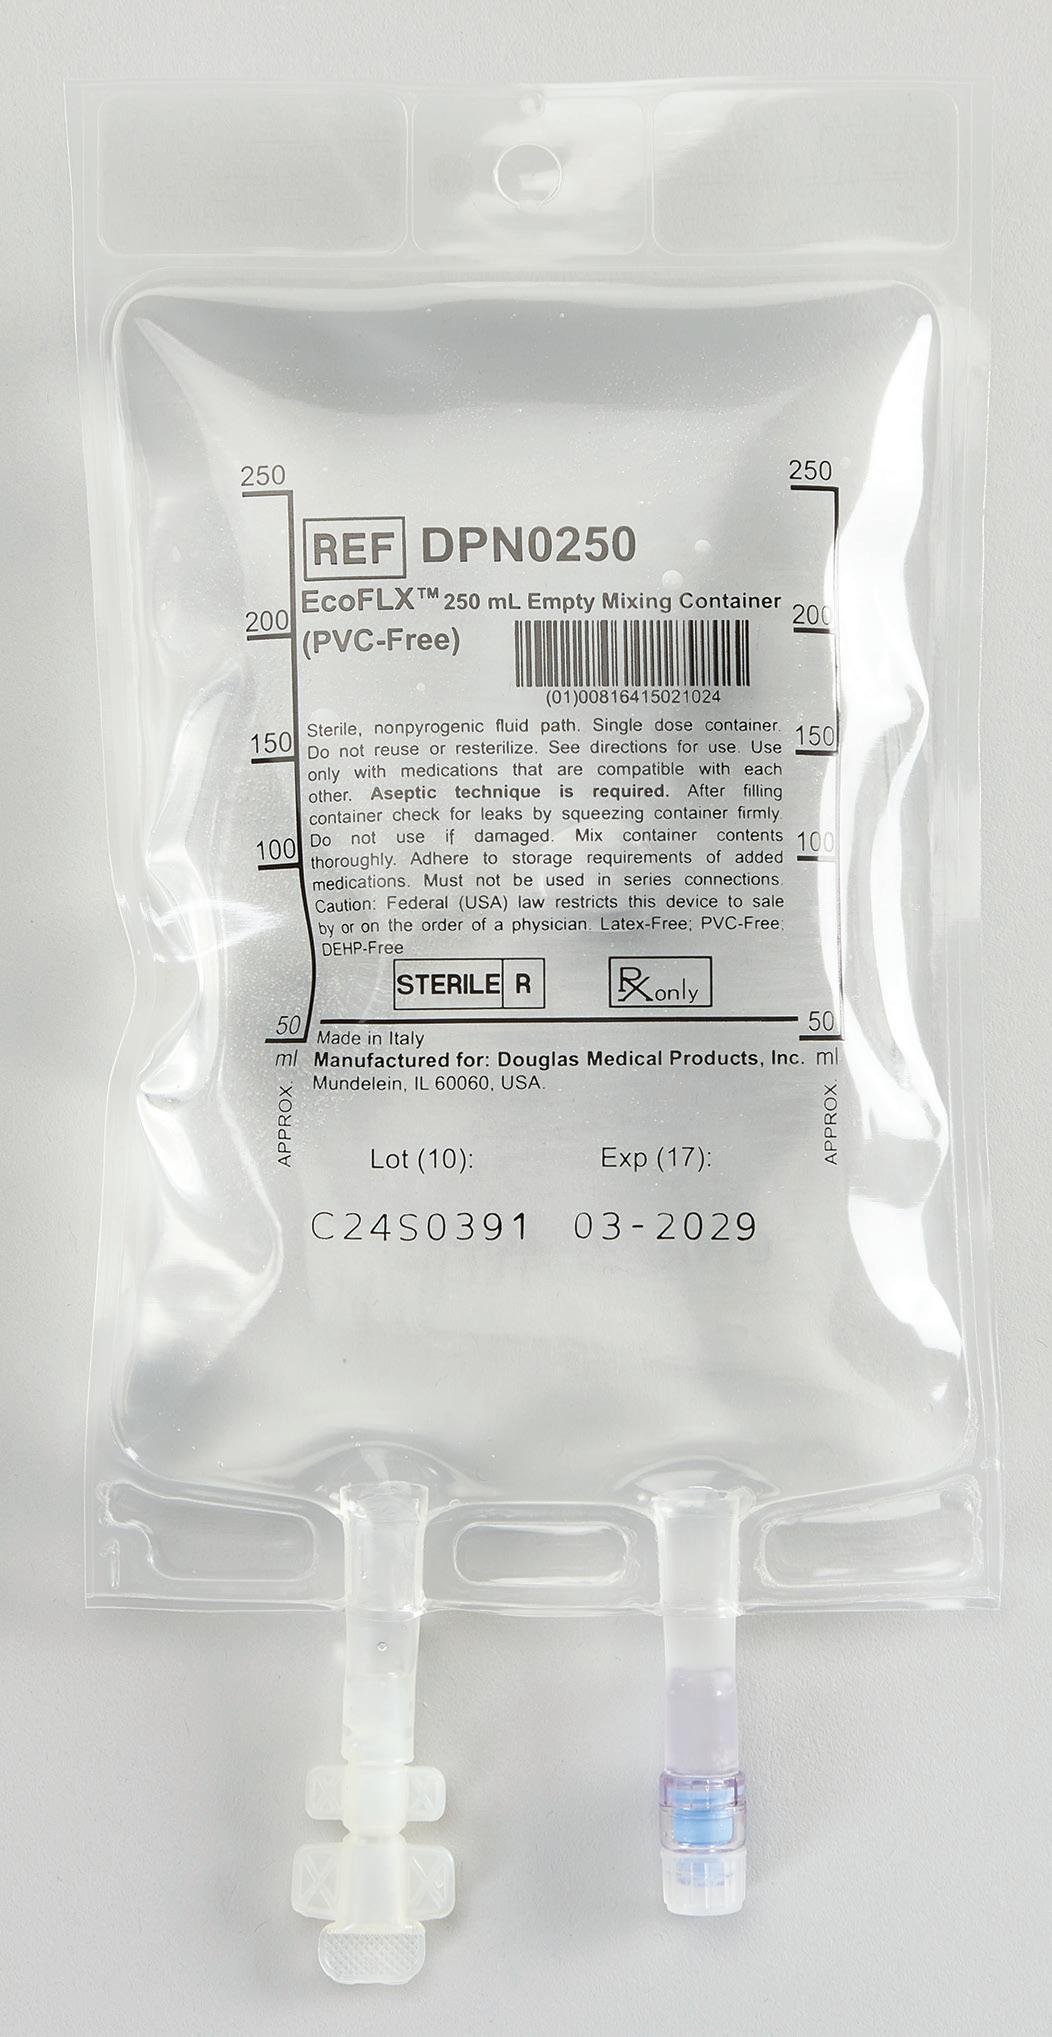 250 250
REF DPN0250
EcoFLX™ 250 mL Empty Mixing Container
200 200
(PVC-Free)
(01)00816415021024
Sterile, nonpyrogenic fluid path. Single dose container.
150 150
Do not reuse or resterilize. See directions for use. Use
only with medications that are compatible with each
other. Aseptic technique is required. After filling
container check for leaks by squeezing container firmly.
Do not use if damaged. Mix container contents
100 100
thoroughly. Adhere to storage requirements of added
medications. Must not be used in series connections.
Caution: Federal (USA) law restricts this device to sale
by or on the order of a physician. Latex-Free; PVC-Free;
DEHP-Free
STERILE R Rx only
50 50
Made in Italy
ml Manufactured for: Douglas Medical Products, Inc. ml
Mundelein, IL 60060, USA.
APPROX. APPROX.
Lot (10): Exp (17):
C24S0391 03-2029
1